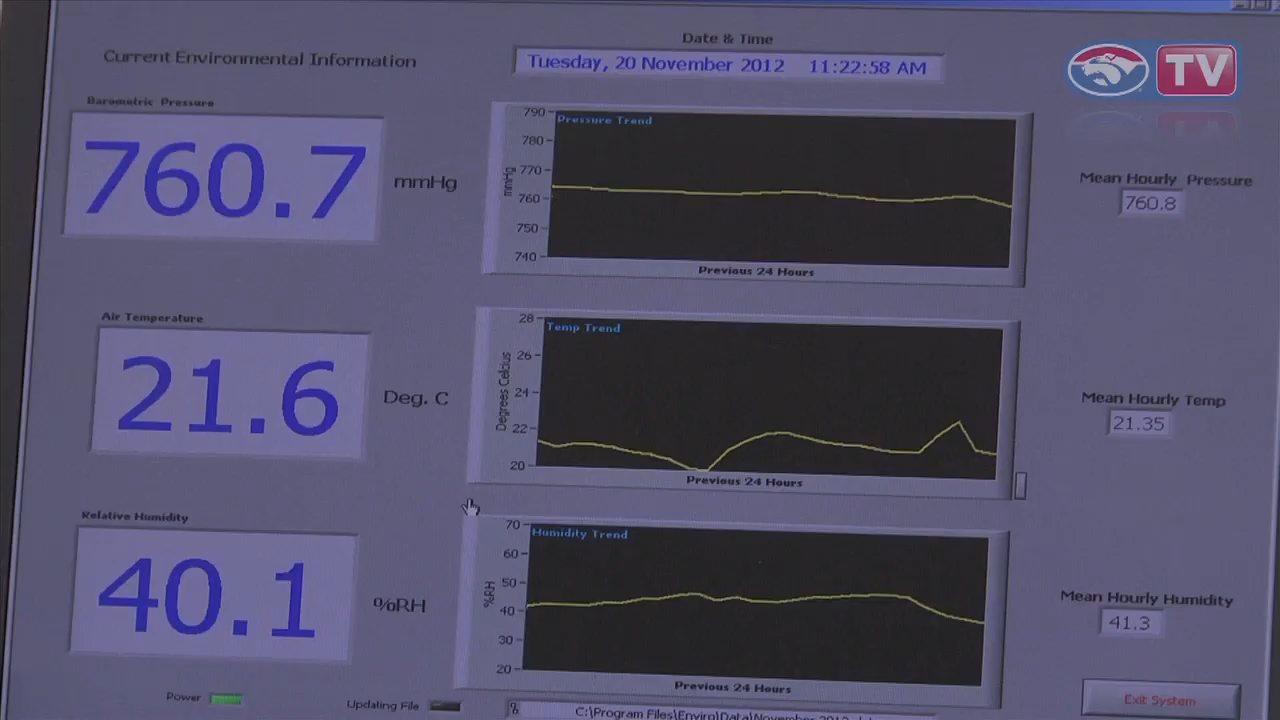 Date & Time
Current Environmental Information
Tuesday, 20 November 2012 11:22:58 AM
TV
Barometric Pressure
760.7
mmHg
790
780
770
760
750
740
mmHg
Pressure Trend
Previous 24 Hours
Mean Hourly Pressure
760.8
Air Temperature
21.6
Deg. C
28
26
24
22
20
Degrees Celcius
Temp Trend
Previous 24 Hours
Mean Hourly Temp
21.35
Relative Humidity
40.1
%RH
70
60
50
40
30
20
%RH
Humidity Trend
Previous 24 Hours
Mean Hourly Humidity
41.3
Power
Updating File
C:\Program Files\Enviro\Data\November 2012
Exit System